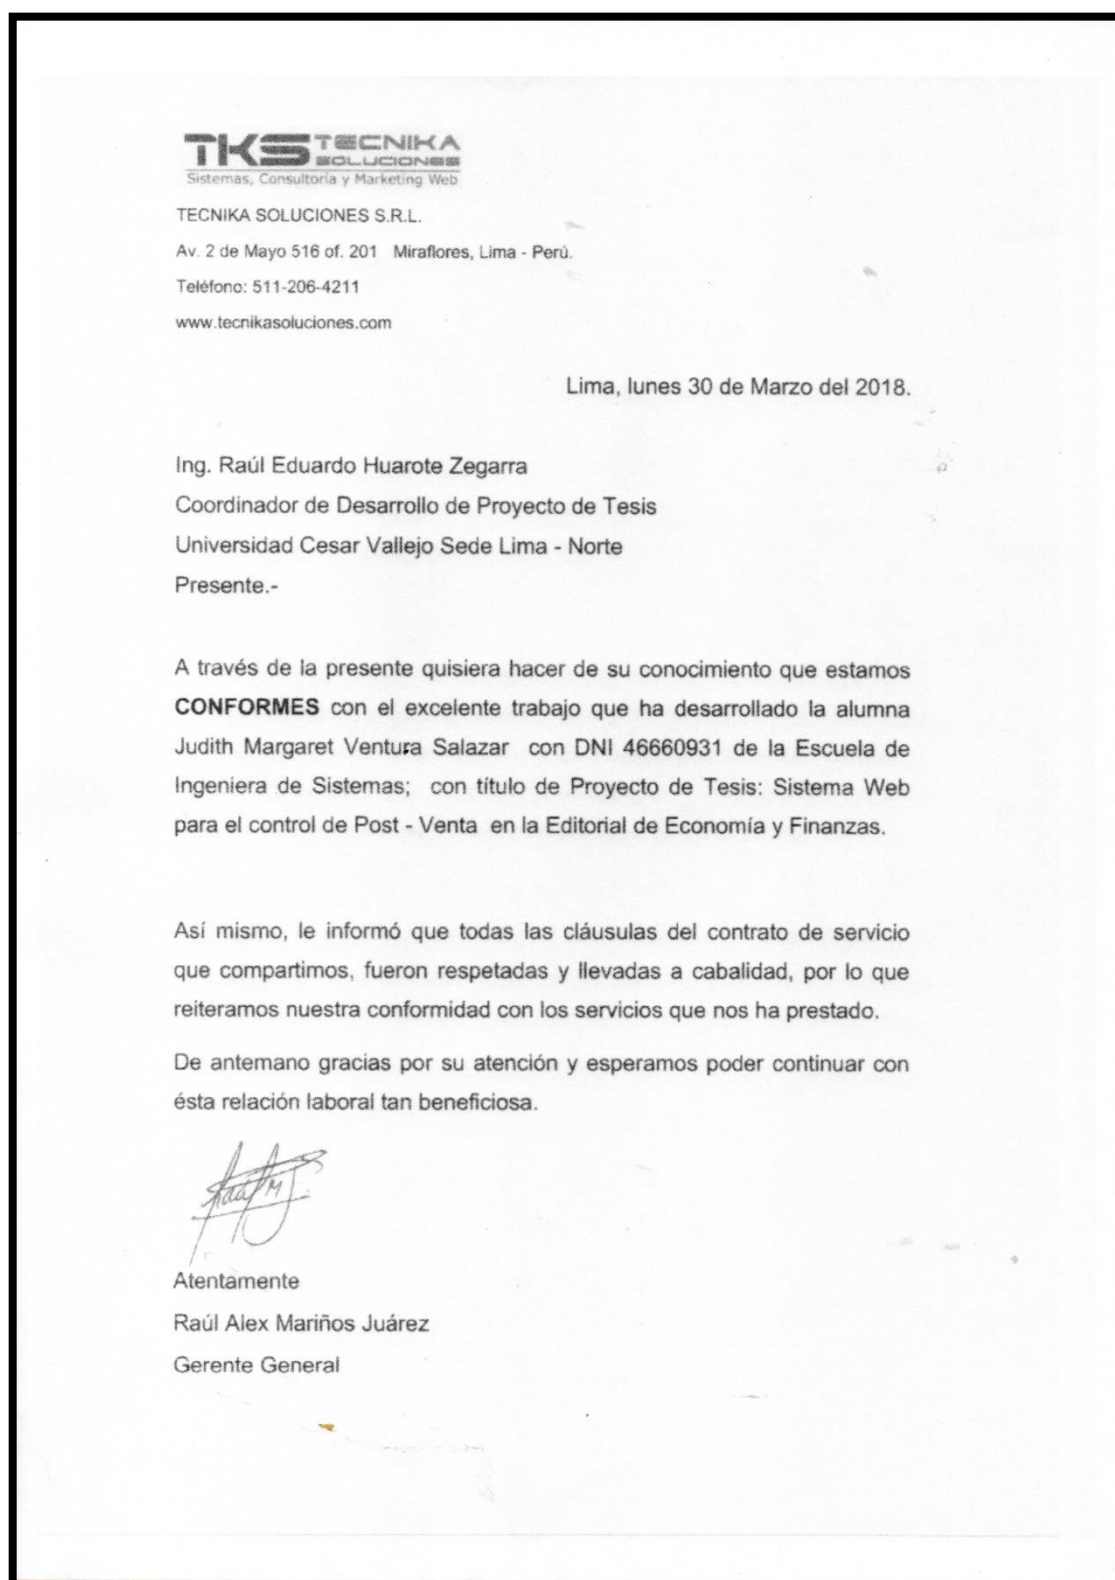 TKS TECNIKA
SOLUCIONES
Sistemas, Consultoría y Marketing Web
TECNIKA SOLUCIONES S.R.L.
Av. 2 de Mayo 516 of. 201 Miraflores, Lima - Perú.
Teléfono: 511-206-4211
www.tecnikasoluciones.com
Lima, lunes 30 de Marzo del 2018.
Ing. Raúl Eduardo Huarote Zegarra
Coordinador de Desarrollo de Proyecto de Tesis
Universidad Cesar Vallejo Sede Lima - Norte
Presente.-
A través de la presente quisiera hacer de su conocimiento que estamos
CONFORMES con el excelente trabajo que ha desarrollado la alumna
Judith Margaret Ventura Salazar con DNI 46660931 de la Escuela de
Ingeniera de Sistemas; con título de Proyecto de Tesis: Sistema Web
para el control de Post - Venta en la Editorial de Economía y Finanzas.
Así mismo, le informó que todas las cláusulas del contrato de servicio
que compartimos, fueron respetadas y llevadas a cabalidad, por lo que
reiteramos nuestra conformidad con los servicios que nos ha prestado.
De antemano gracias por su atención y esperamos poder continuar con
ésta relación laboral tan beneficiosa.
Atentamente
Raúl Alex Mariños Juárez
Gerente General